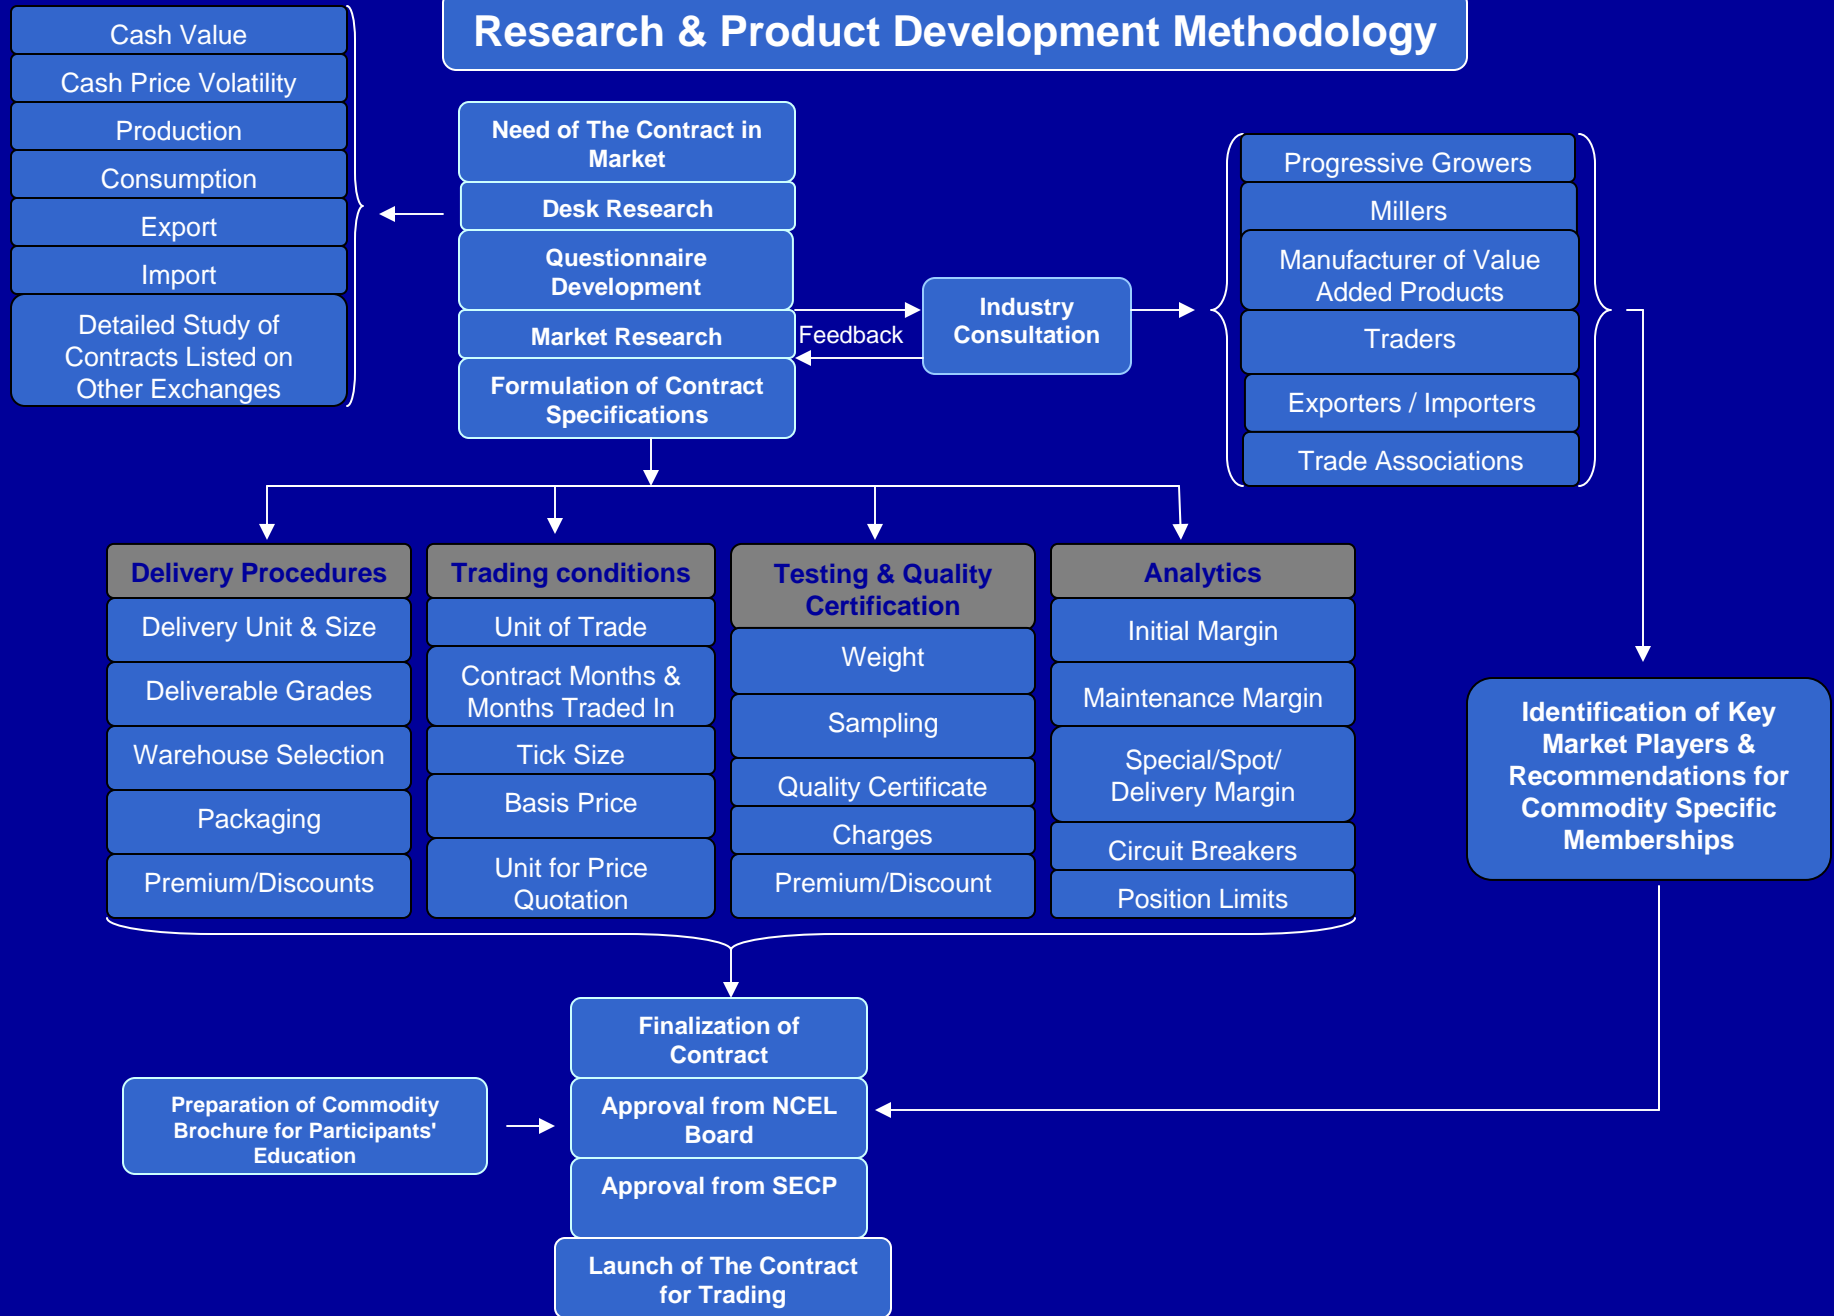 Research & Product Development Methodology
Cash Value
Cash Price Volatility
Production
Consumption
Export
Import
Detailed Study of
Contracts Listed on
Other Exchanges
Need of The Contract in
Market
Desk Research
Questionnaire
Development
Market Research
Formulation of Contract
Specifications
Feedback
Industry
Consultation
Progressive Growers
Millers
Manufacturer of Value
Added Products
Traders
Exporters / Importers
Trade Associations
Delivery Procedures
Delivery Unit & Size
Deliverable Grades
Warehouse Selection
Packaging
Premium/Discounts
Trading conditions
Unit of Trade
Contract Months &
Months Traded In
Tick Size
Basis Price
Unit for Price
Quotation
Testing & Quality
Certification
Weight
Sampling
Quality Certificate
Charges
Premium/Discount
Analytics
Initial Margin
Maintenance Margin
Special/Spot/
Delivery Margin
Circuit Breakers
Position Limits
Identification of Key
Market Players &
Recommendations for
Commodity Specific
Memberships
Finalization of
Contract
Preparation of Commodity
Brochure for Participants'
Education
Approval from NCEL
Board
Approval from SECP
Launch of The Contract
for Trading